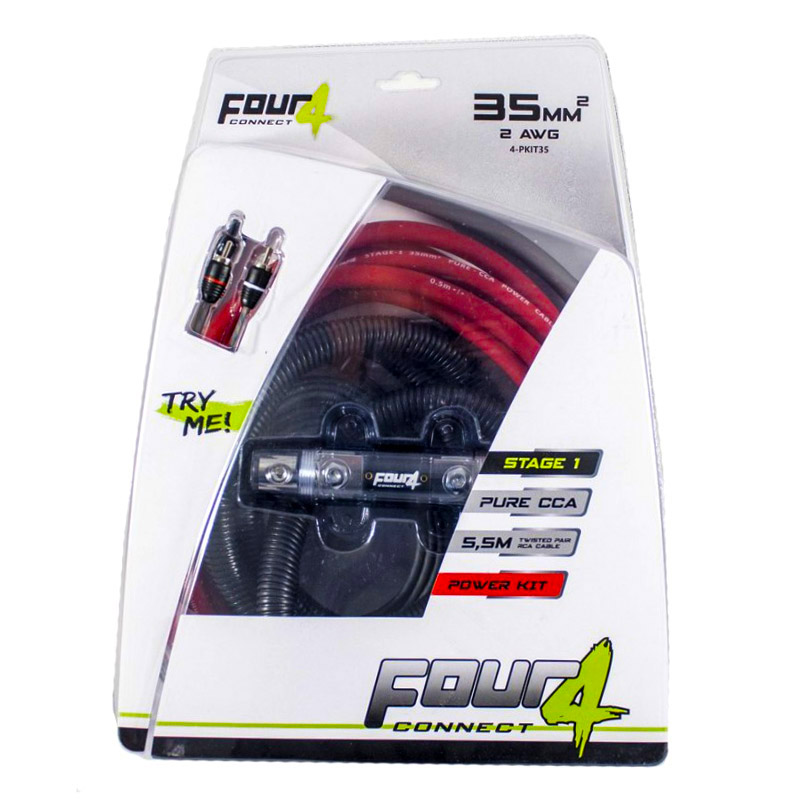 FOUR4
CONNECT
35MM²
2 AWG
4-PKIT35
STAGE-1 35mm² PURE-CCA POWER CABL
0.5m
TRY
ME!
FOUR4
CONNECT
STAGE 1
PURE CCA
5,5M TWISTED PAIR
RCA CABLE
POWER KIT
FOUR4
CONNECT